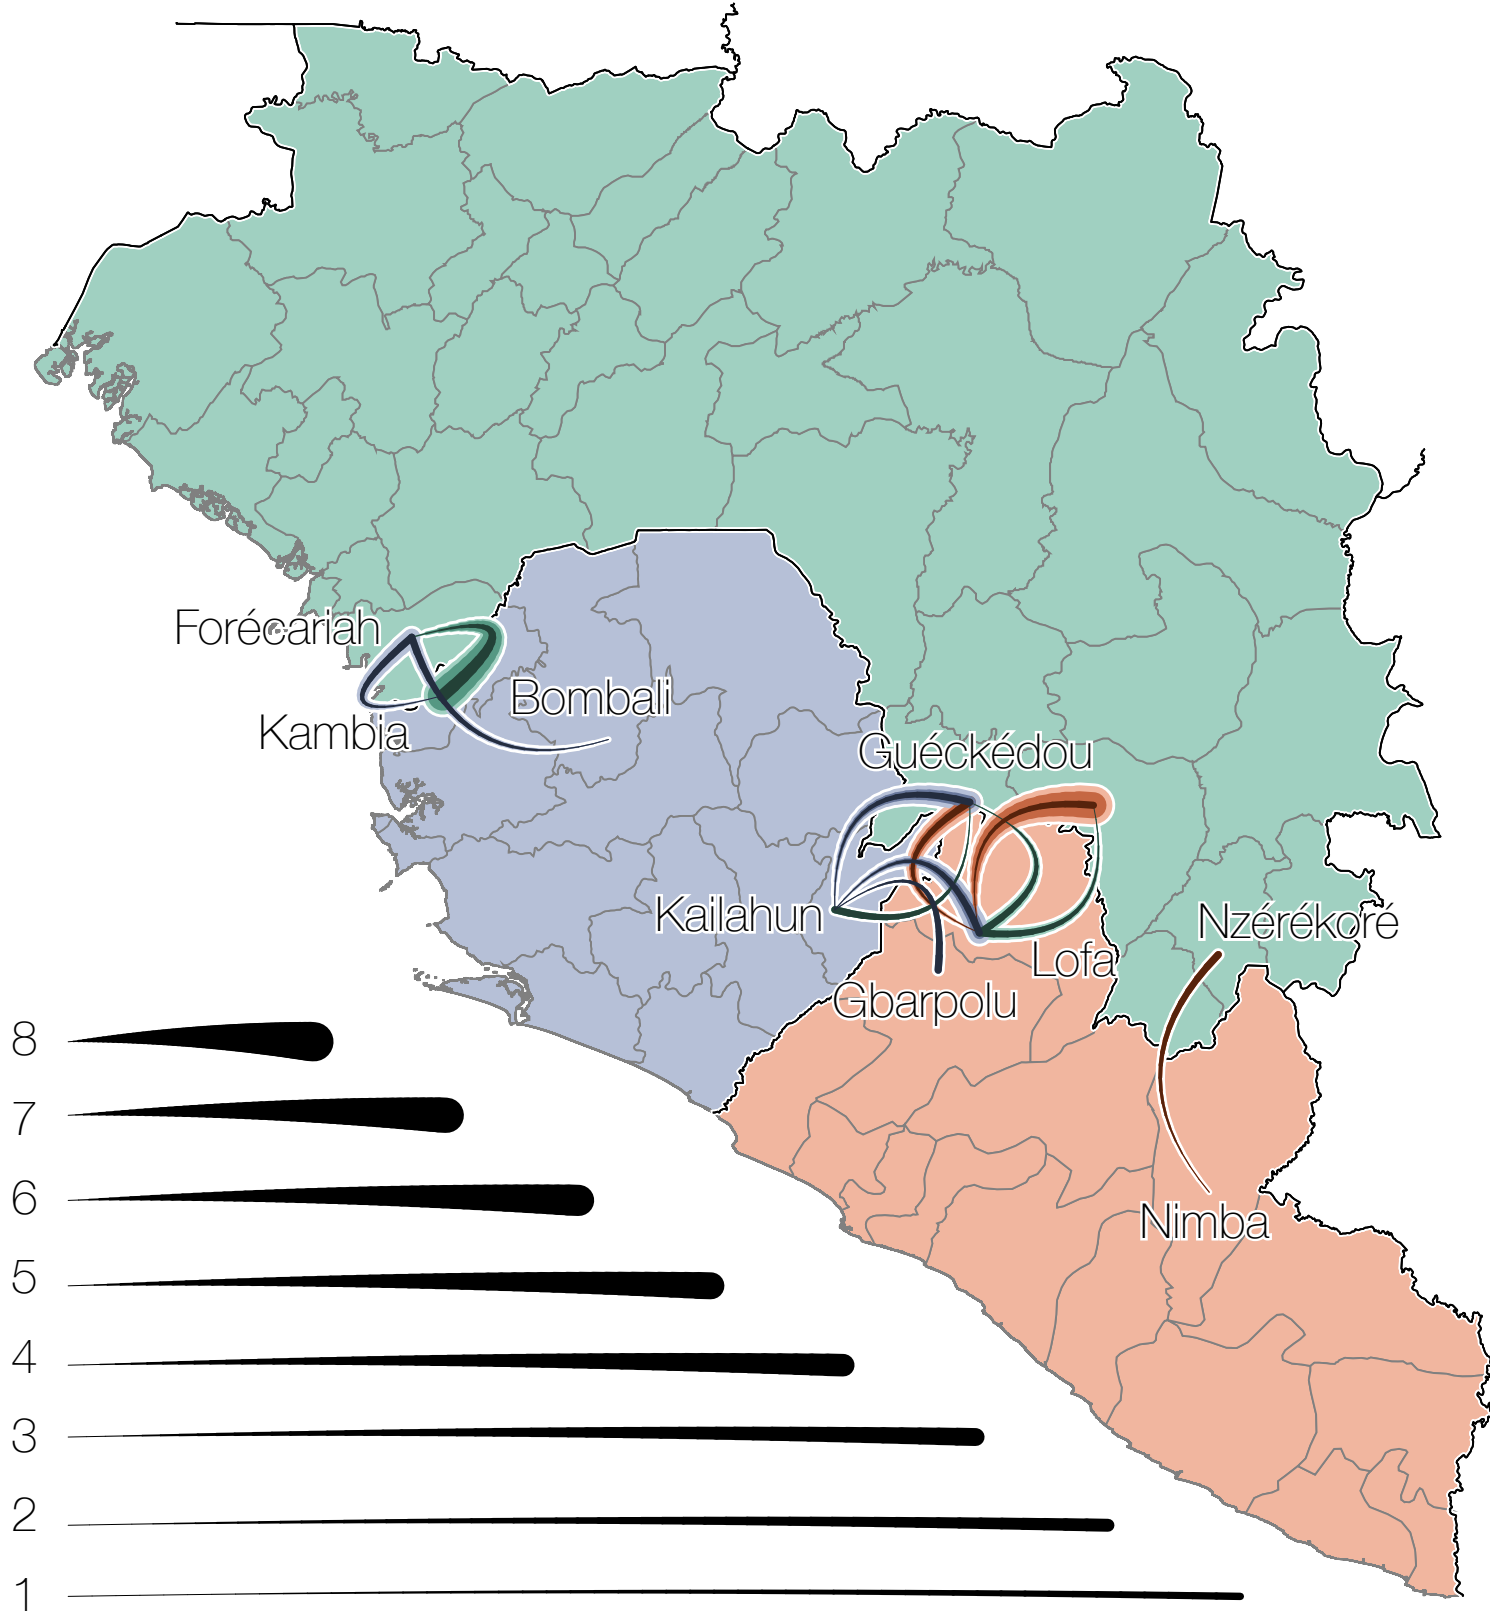 Forécariah
Bombali
Kambia
Guéckédou
Kailahun
Nzérékoré
Lofa
Gbarpolu
8
7
6
Nimba
5
4
3
2
1